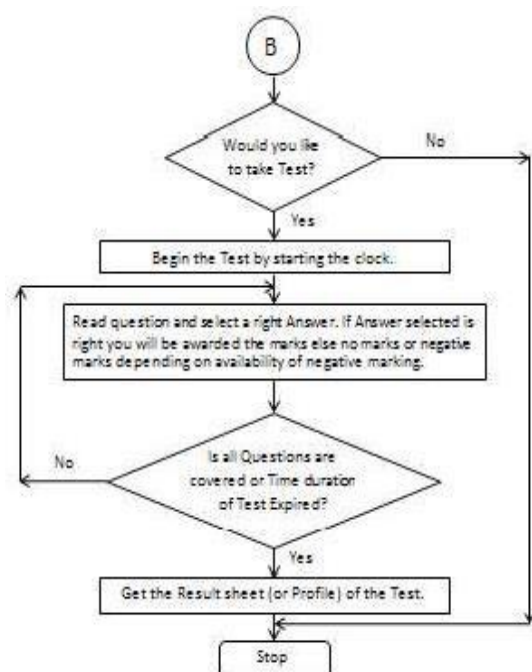 B
Would you like
to take Test?
No
Yes
Begin the Test by starting the clock.
Read question and select a right Answer. If Answer selected is
right you will be awarded the marks else no marks or negative
marks depending on availability of negative marking.
No
Is all Questions are
covered or Time duration
of Test Expired?
Yes
Get the Result sheet (or Profile) of the Test.
Stop